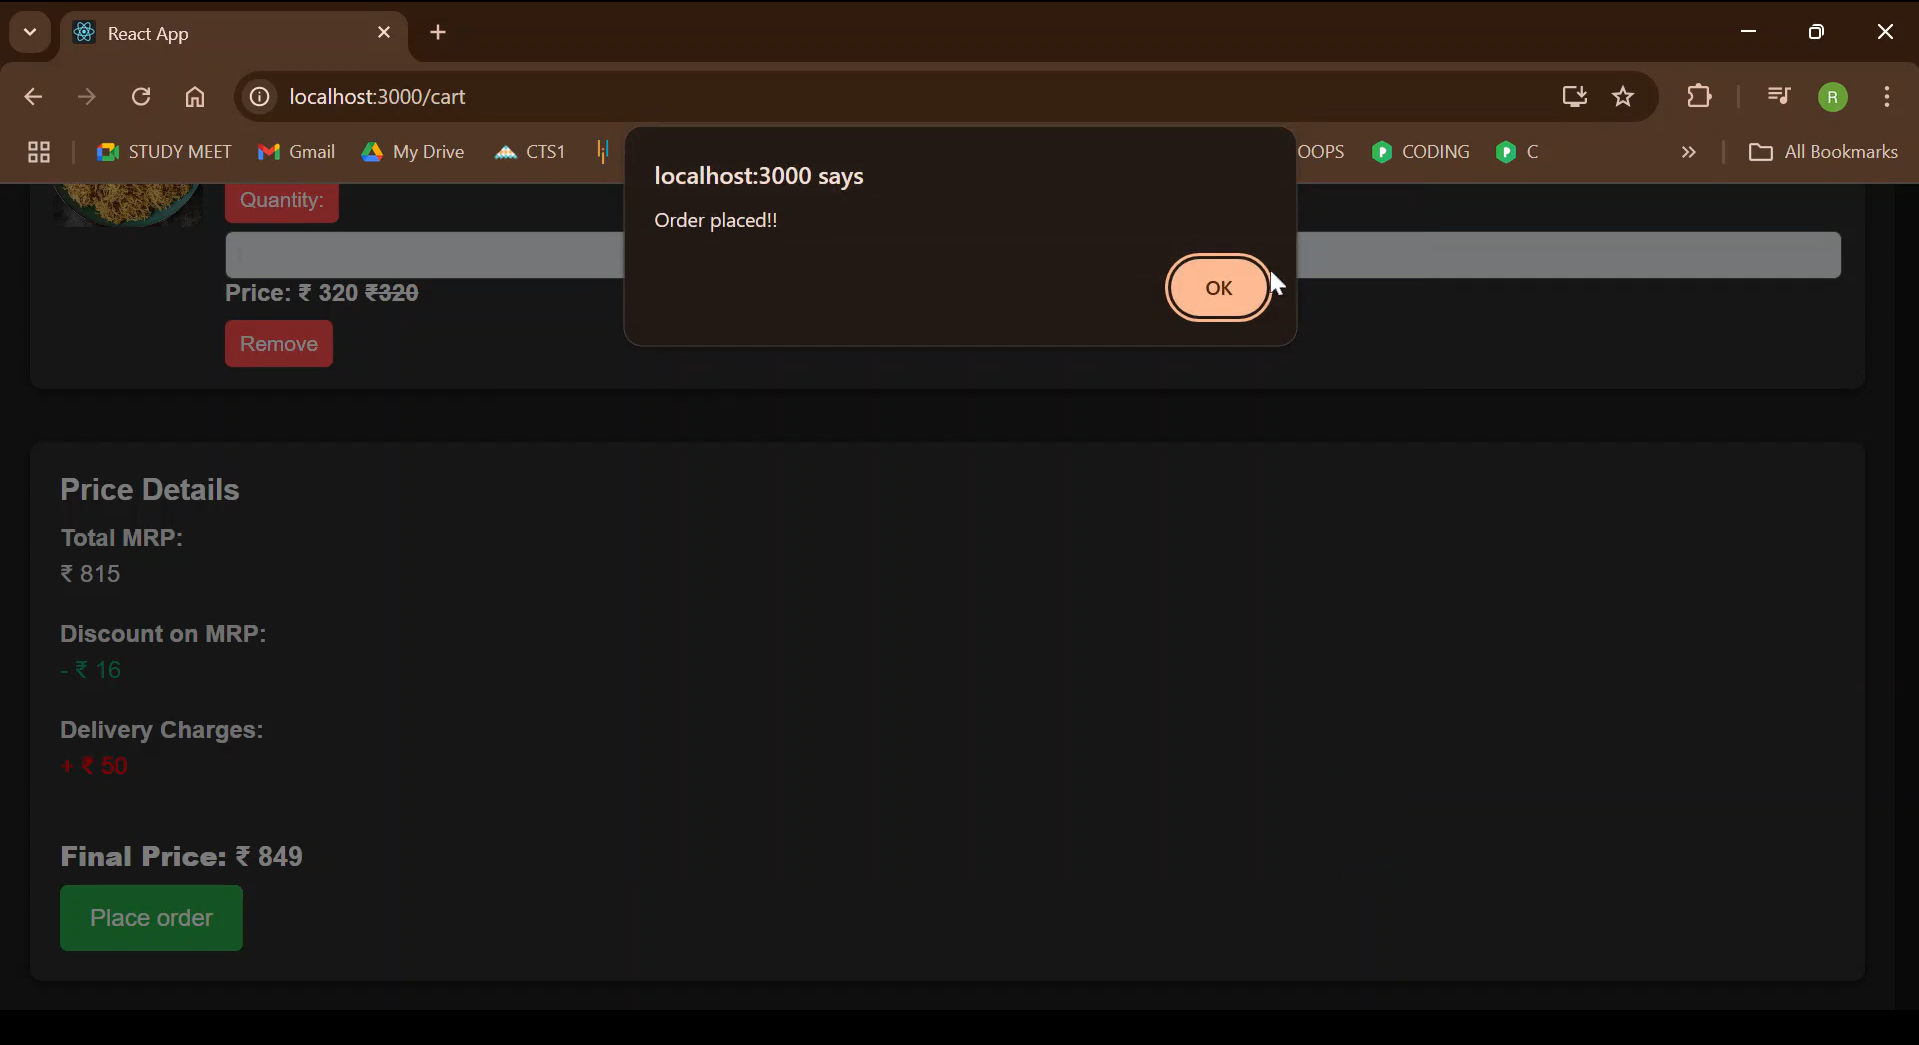 React App
localhost:3000/cart
R
STUDY MEET
Gmail
My Drive
CTS1
OOPS
CODING
C
All Bookmarks
localhost:3000 says
Order placed!!
OK
Quantity:
Price: ₹ 320 ₹320
Remove
Price Details
Total MRP:
₹ 815
Discount on MRP:
- ₹ 16
Delivery Charges:
+ ₹ 50
Final Price: ₹ 849
Place order